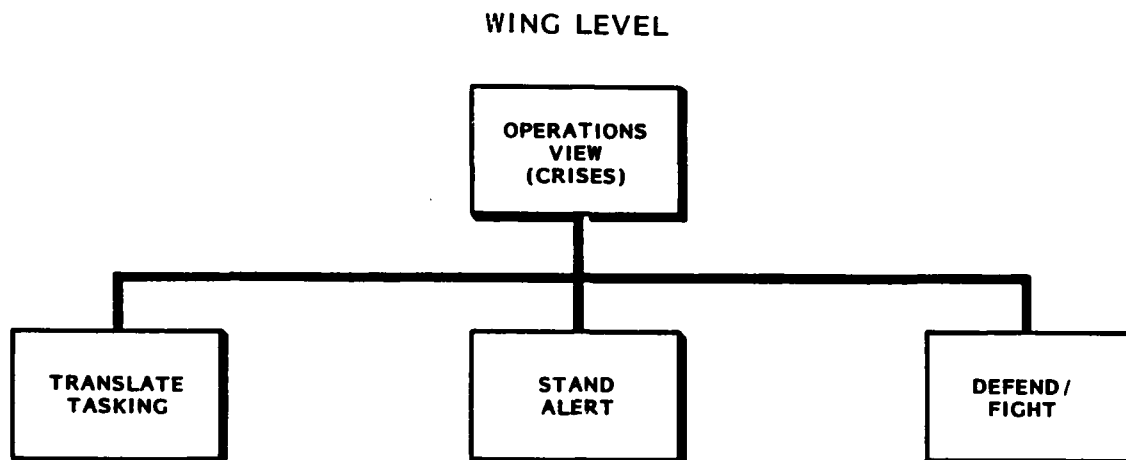 WING LEVEL
OPERATIONS
VIEW
(CRISES)
TRANSLATE
TASKING
STAND
ALERT
DEFEND/
FIGHT